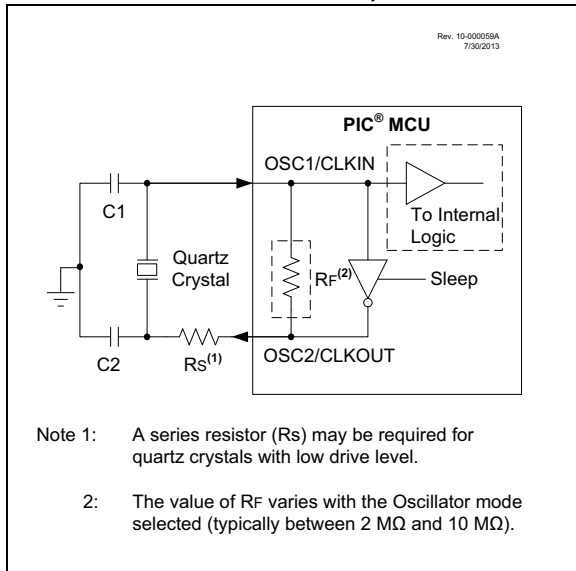 Rev. 10-000059A
7/30/2013
PIC® MCU
OSC1/CLKIN
C1
To Internal
Logic
Quartz
Crystal
RF(2)
Sleep
C2
RS(1)
OSC2/CLKOUT
Note 1: A series resistor (Rs) may be required for
quartz crystals with low drive level.
2: The value of RF varies with the Oscillator mode
selected (typically between 2 MΩ and 10 MΩ).